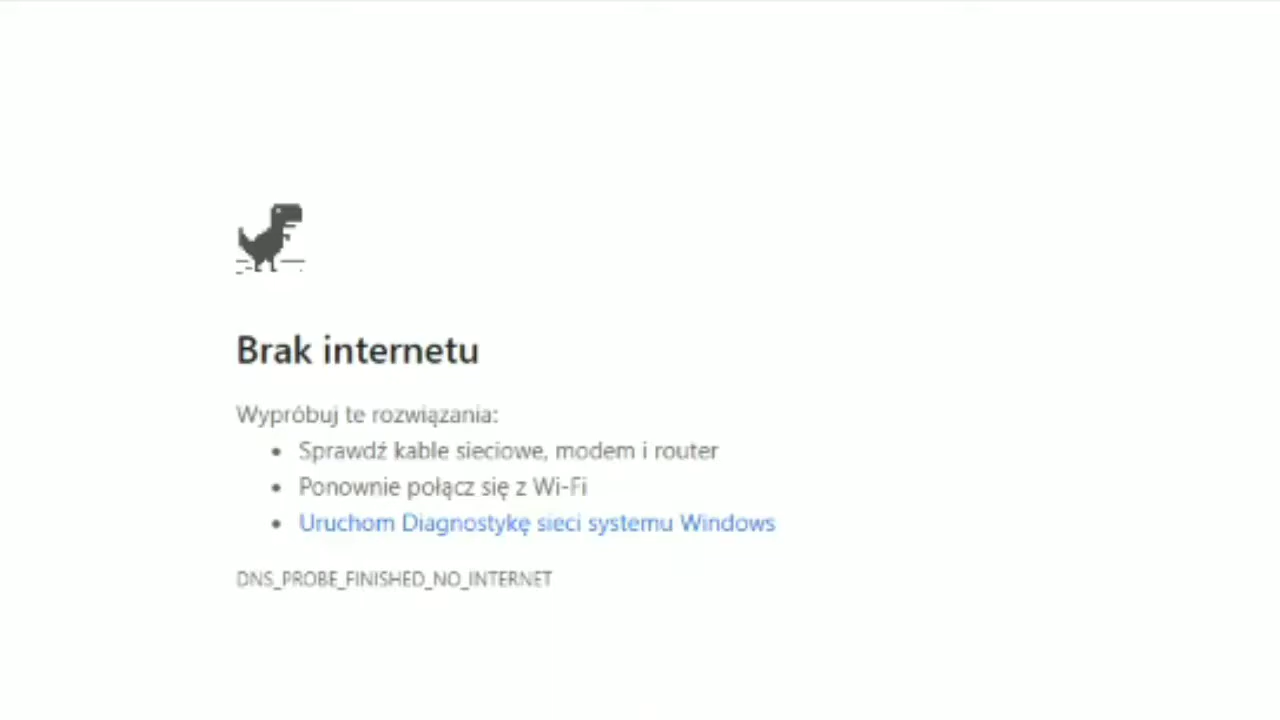 Brak internetu
Wypróbuj te rozwiązania:
Sprawdź kable sieciowe, modem i router
Ponownie połącz się z Wi-Fi
Uruchom Diagnostykę sieci systemu Windows
DNS_PROBE_FINISHED_NO_INTERNET